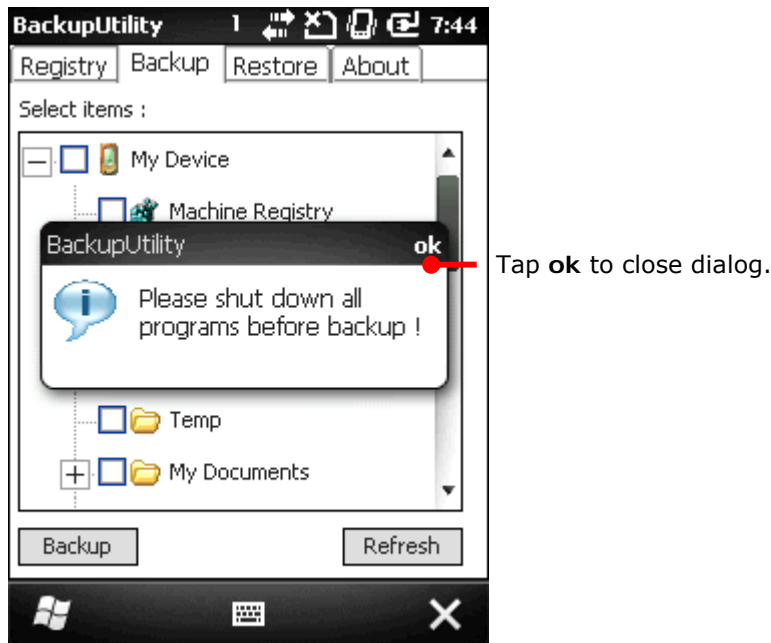 BackupUtility 1 7:44
Registry Backup Restore About
Select items :
My Device
Machine Registry
BackupUtility ok
Tap ok to close dialog.
Please shut down all
programs before backup !
Temp
My Documents
Backup Refresh